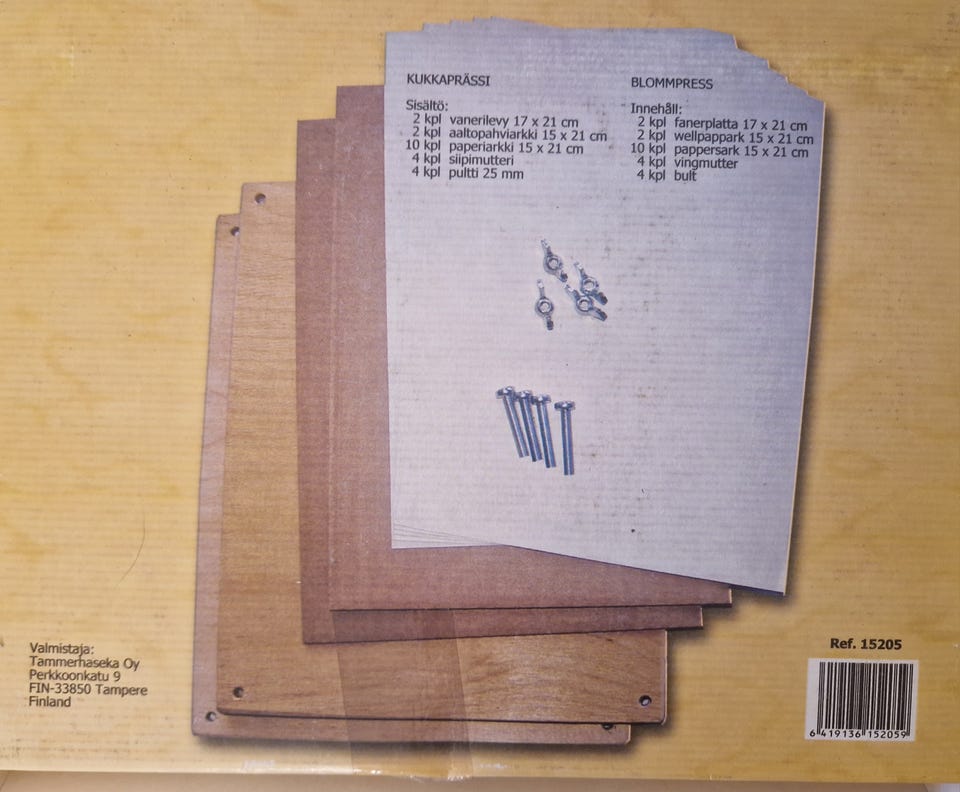 KUKKAPRÄSSI
Sisältö:
2 kpl vanerilevy 17 x 21 cm
2 kpl aaltopahviarkki 15 x 21 cm
10 kpl paperiarkki 15 x 21 cm
4 kpl siipimutteri
4 kpl pultti 25 mm
BLOMMPRESS
Innehåll:
2 kpl fanerplatta 17 x 21 cm
2 kpl wellpappark 15 x 21 cm
10 kpl pappersark 15 x 21 cm
4 kpl vingmutter
4 kpl bult
Valmistaja:
Tammerhaseka Oy
Perkkoonkatu 9
FIN-33850 Tampere
Finland
Ref. 15205
6 419136 152059